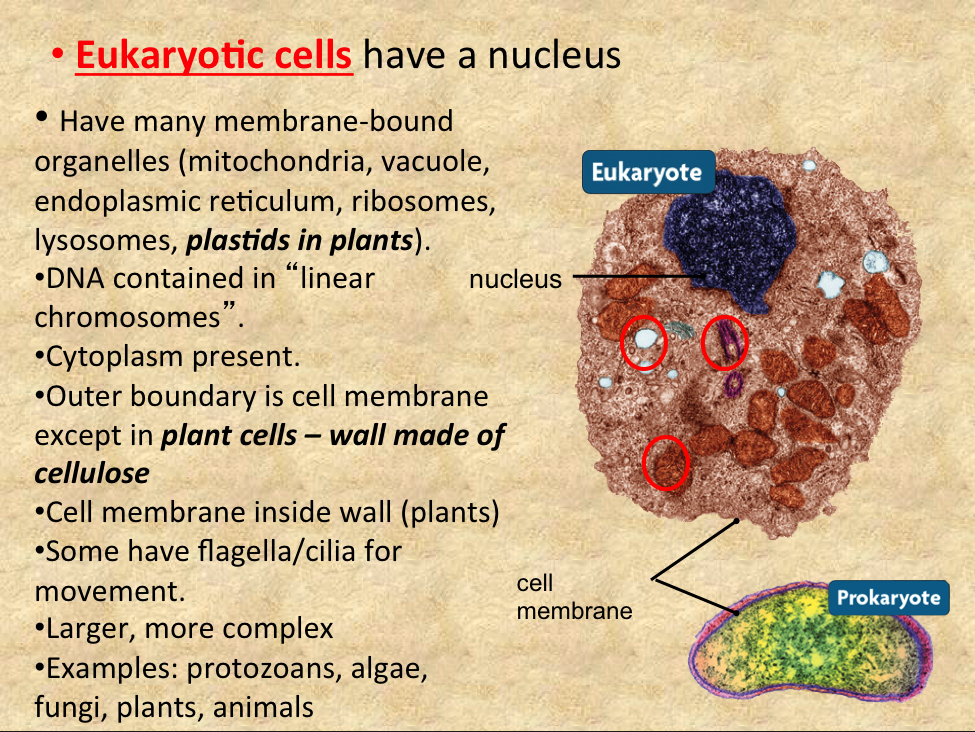 • Eukaryotic cells have a nucleus
• Have many membrane-bound
organelles (mitochondria, vacuole,
endoplasmic reticulum, ribosomes,
lysosomes, plastids in plants).
•DNA contained in “linear
chromosomes”.
•Cytoplasm present.
•Outer boundary is cell membrane
except in plant cells – wall made of
cellulose
•Cell membrane inside wall (plants)
•Some have flagella/cilia for
movement.
•Larger, more complex
•Examples: protozoans, algae,
fungi, plants, animals
Eukaryote
nucleus
cell
membrane
Prokaryote